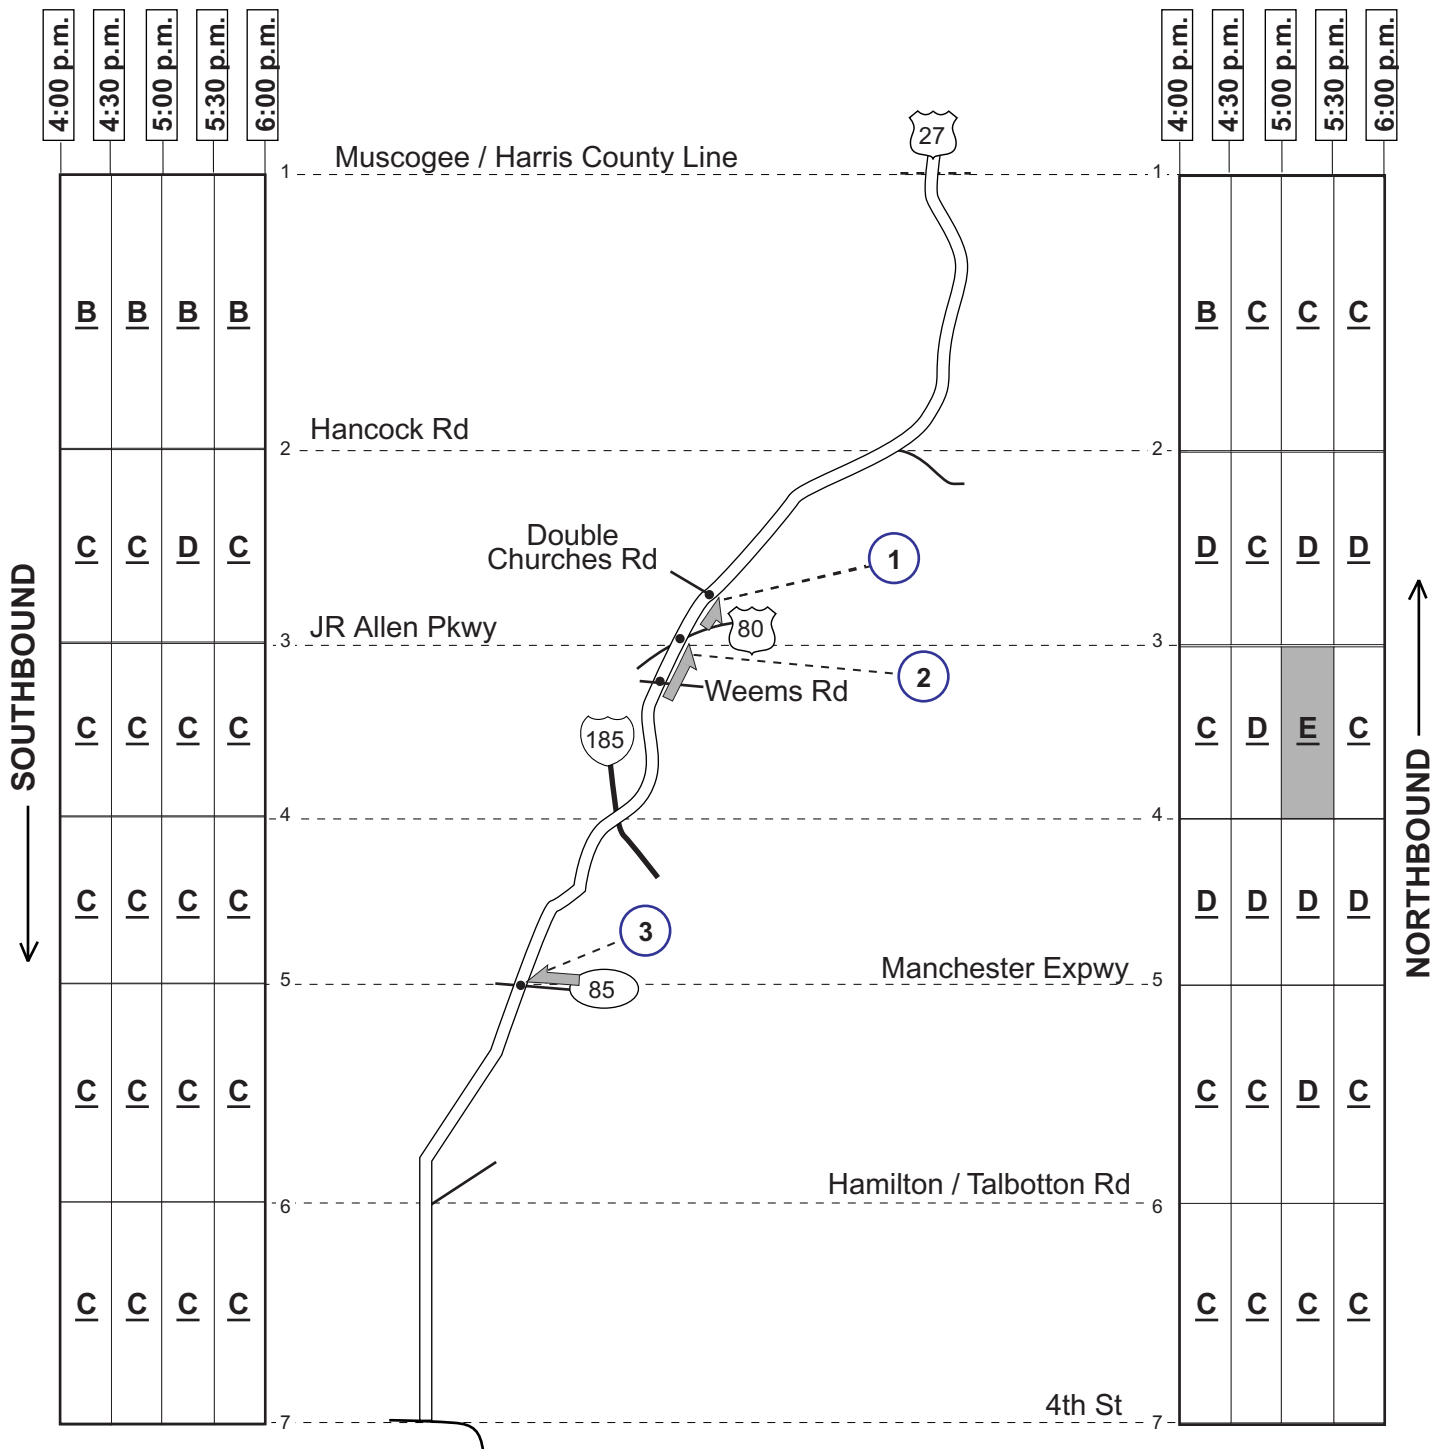 4:00 p.m.
4:30 p.m.
5:00 p.m.
5:30 p.m.
6:00 p.m.
4:00 p.m.
4:30 p.m.
5:00 p.m.
5:30 p.m.
6:00 p.m.
27
1 Muscogee / Harris County Line 1
B B B B
B C C C
2 Hancock Rd 2
Double
Churches Rd
1
C C D C
D C D D
3 JR Allen Pkwy 3
80
2
Weems Rd
185
C C C C
C D E C
4 4
C C C C
D D D D
3
Manchester Expwy
5 5
85
C C C C
C C D C
Hamilton / Talbotton Rd
6 6
C C C C
C C C C
4th St
7 7
SOUTHBOUND
NORTHBOUND